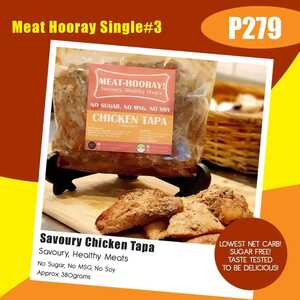 Meat Hooray Single#3
P279
MEAT-HOORAY!
Savoury, Healthy Meats
NO SUGAR, NO MSG, NO SOY
CHICKEN TAPA
Savoury Chicken Tapa
Savoury, Healthy Meats
No Sugar, No MSG, No Soy
Approx 380grams
LOWEST NET CARB!
SUGAR FREE!
TASTE TESTED
TO BE DELICIOUS!